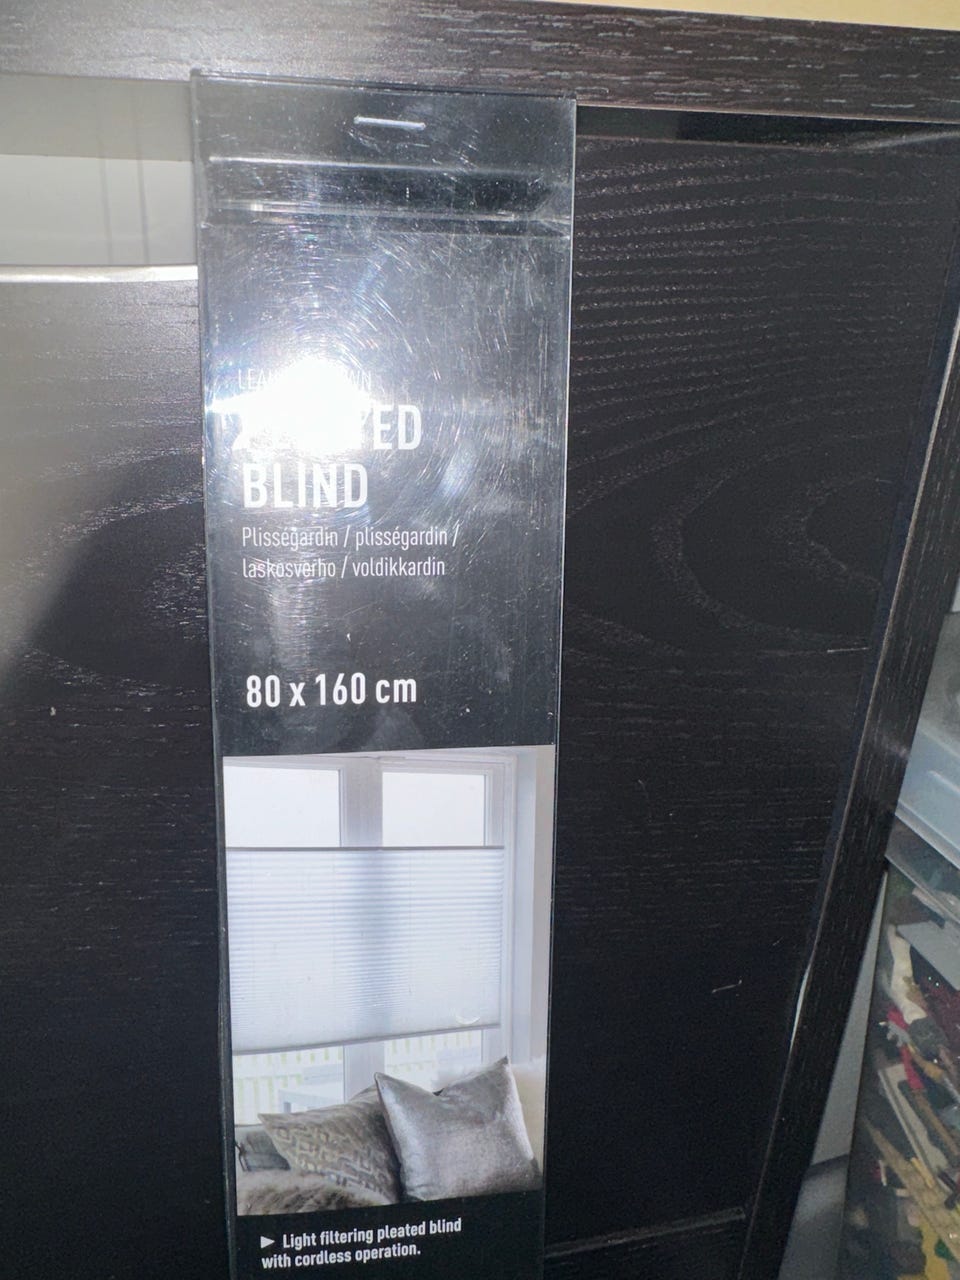 BLIND
Plisségardin / plisségardin /
laskosverho / voldikkardin
80 x 160 cm
► Light filtering pleated blind
with cordless operation.